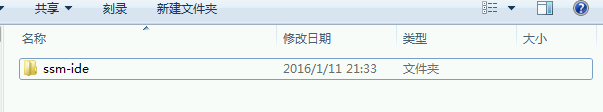 共享 刻录 新建文件夹
名称 修改日期 类型 大小
ssm-ide 2016/1/11 21:33 文件夹